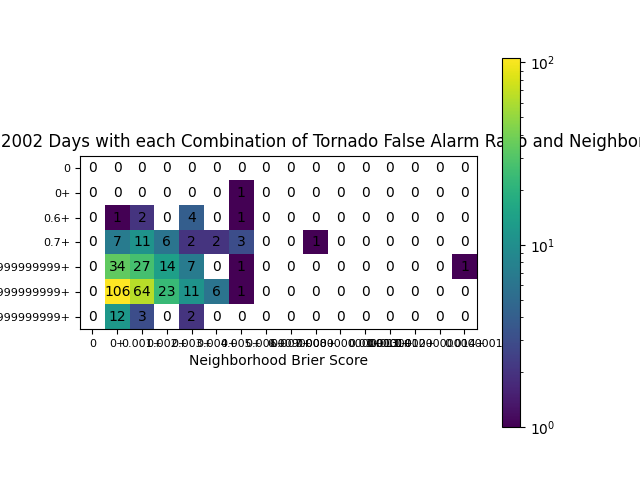 2002 Days with each Combination of Tornado False Alarm Ratio and Neighbor
10²
0 0 0 0 0 0 0 0 0 0 0 0 0 0 0 0 0
0+ 0 0 0 0 0 0 1 0 0 0 0 0 0 0 0 0
0.6+ 0 1 2 0 4 0 1 0 0 0 0 0 0 0 0 0
0.7+ 0 7 11 6 2 2 3 0 0 1 0 0 0 0 0 0
999999999+ 0 34 27 14 7 0 1 0 0 0 0 0 0 0 0 1
999999999+ 0 106 64 23 11 6 1 0 0 0 0 0 0 0 0 0
999999999+ 0 12 3 0 2 0 0 0 0 0 0 0 0 0 0 0
10¹
0 0+
Neighborhood Brier Score
10⁰